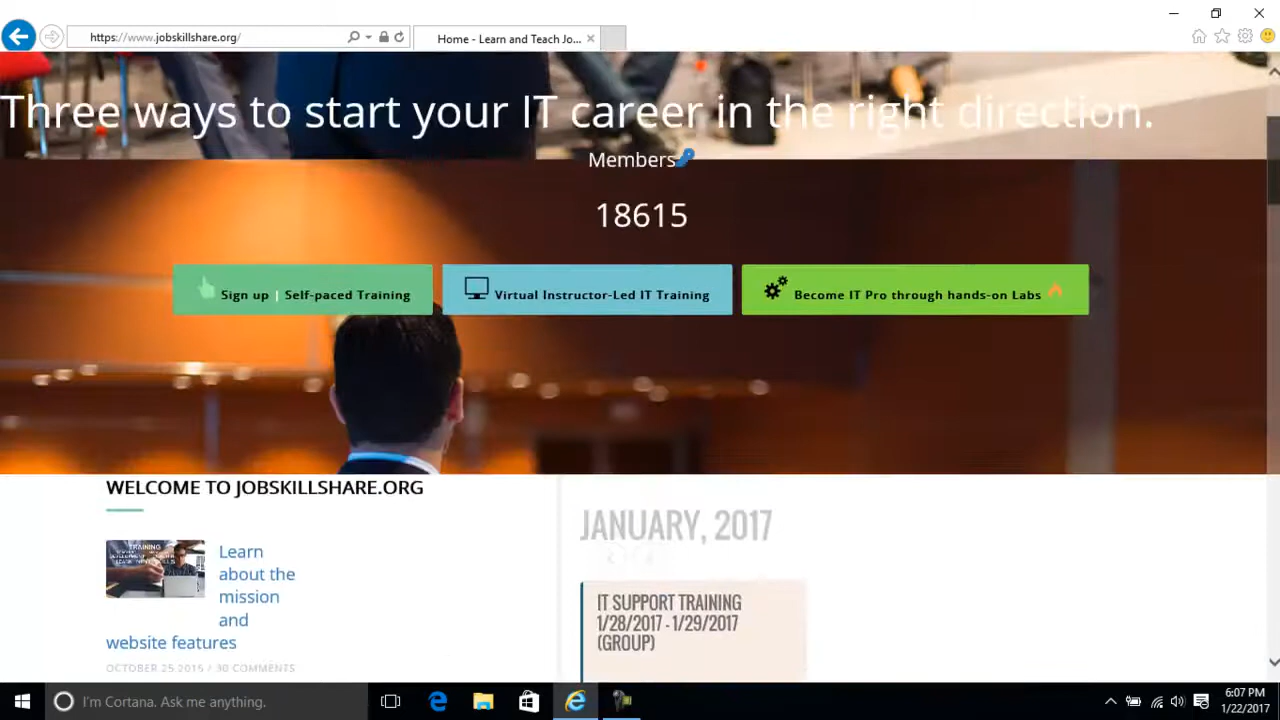 https://www.jobskillshare.org/
Home - Learn and Teach Jo...
Three ways to start your IT career in the right direction.
Members
18615
Sign up | Self-paced Training
Virtual Instructor-Led IT Training
Become IT Pro through hands-on Labs
WELCOME TO JOBSKILLSHARE.ORG
TRAINING
Learn
about the
mission
and
website features
OCTOBER 25 2015 / 30 COMMENTS
JANUARY, 2017
IT SUPPORT TRAINING
1/28/2017 - 1/29/2017
(GROUP)
I'm Cortana. Ask me anything.
6:07 PM
1/22/2017